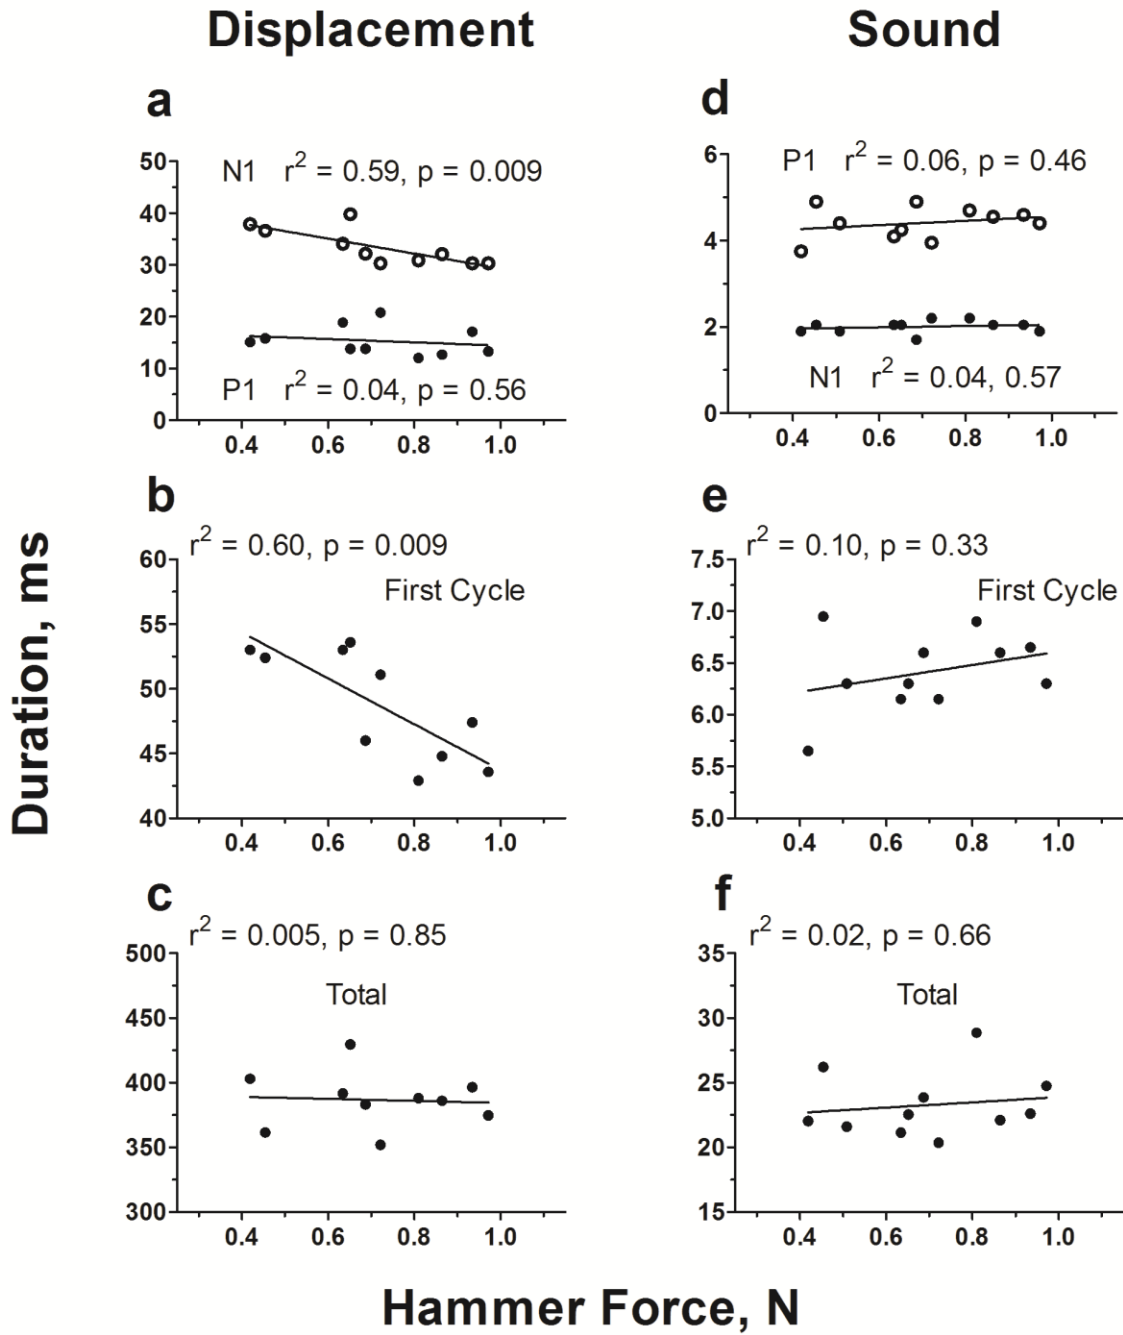 Displacement
Sound
Duration, ms
a
N1 r² = 0.59, p = 0.009
50
40
30
20
10
0
P1 r² = 0.04, p = 0.56
0.4 0.6 0.8 1.0
d
P1 r² = 0.06, p = 0.46
6
4
2
0
N1 r² = 0.04, 0.57
0.4 0.6 0.8 1.0
b
r² = 0.60, p = 0.009
First Cycle
60
55
50
45
40
0.4 0.6 0.8 1.0
e
r² = 0.10, p = 0.33
First Cycle
7.5
7.0
6.5
6.0
5.5
5.0
0.4 0.6 0.8 1.0
c
r² = 0.005, p = 0.85
Total
500
450
400
350
300
0.4 0.6 0.8 1.0
f
r² = 0.02, p = 0.66
Total
35
30
25
20
15
0.4 0.6 0.8 1.0
Hammer Force, N